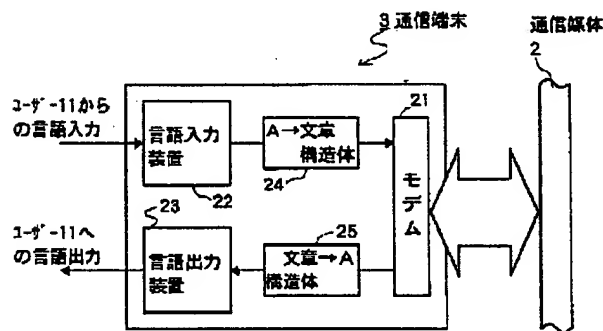 3 通信端末
通信媒体
2
ユーザー11から
の言語入力
言語入力
装置
22
A→文章
構造体
24
21
モデム
23
ユーザー11へ
の言語出力
言語出力
装置
25
文章→A
構造体